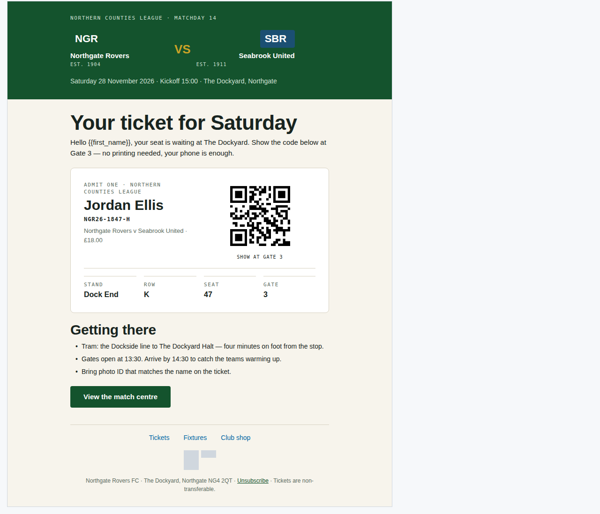 NORTHERN COUNTIES LEAGUE · MATCHDAY 14
NGR
VS
SBR
Northgate Rovers
Seabrook United
EST. 1904
EST. 1911
Saturday 28 November 2026 · Kickoff 15:00 · The Dockyard, Northgate
Your ticket for Saturday
Hello {{first_name}}, your seat is waiting at The Dockyard. Show the code below at
Gate 3 — no printing needed, your phone is enough.
ADMIT ONE · NORTHERN
COUNTIES LEAGUE
Jordan Ellis
NGR26-1847-H
Northgate Rovers v Seabrook United ·
£18.00
SHOW AT GATE 3
STAND
ROW
SEAT
GATE
Dock End
K
47
3
Getting there
• Tram: the Dockside line to The Dockyard Halt — four minutes on foot from the stop.
• Gates open at 13:30. Arrive by 14:30 to catch the teams warming up.
• Bring photo ID that matches the name on the ticket.
View the match centre
Tickets
Fixtures
Club shop
Northgate Rovers FC · The Dockyard, Northgate NG4 2QT · Unsubscribe · Tickets are non-
transferable.